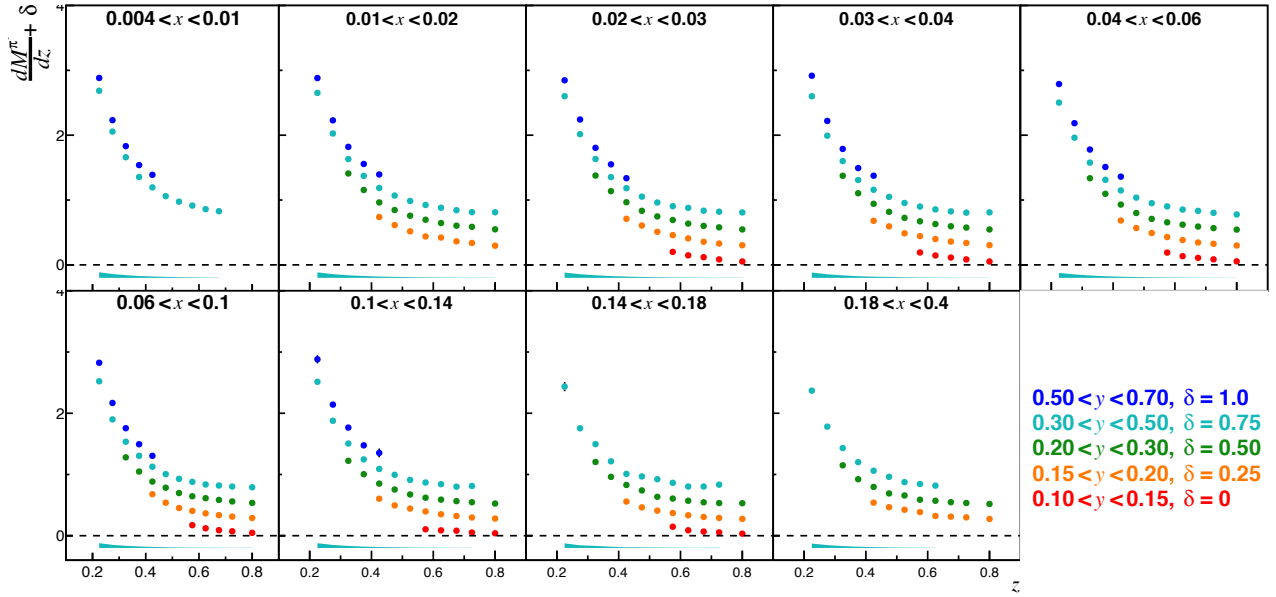 dM^π/dz + δ
0.004 < x < 0.01
0.01 < x < 0.02
0.02 < x < 0.03
0.03 < x < 0.04
0.04 < x < 0.06
4
2
0
0.06 < x < 0.1
0.1 < x < 0.14
0.14 < x < 0.18
0.18 < x < 0.4
4
2
0
0.50 < y < 0.70, δ = 1.0
0.30 < y < 0.50, δ = 0.75
0.20 < y < 0.30, δ = 0.50
0.15 < y < 0.20, δ = 0.25
0.10 < y < 0.15, δ = 0
0.2 0.4 0.6 0.2 0.4 0.6 0.8 0.2 0.4 0.6 0.8 0.2 0.4 0.6 0.8
z